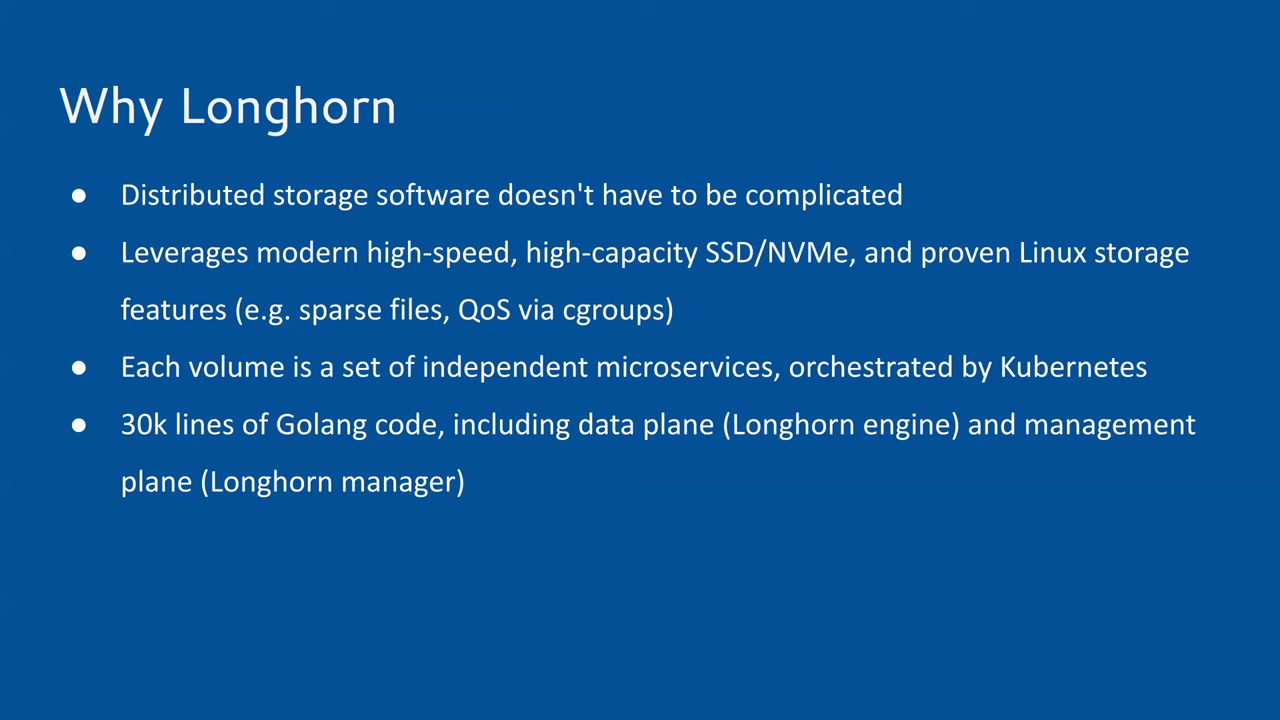 Why Longhorn
● Distributed storage software doesn't have to be complicated
● Leverages modern high-speed, high-capacity SSD/NVMe, and proven Linux storage
features (e.g. sparse files, QoS via cgroups)
● Each volume is a set of independent microservices, orchestrated by Kubernetes
● 30k lines of Golang code, including data plane (Longhorn engine) and management
plane (Longhorn manager)